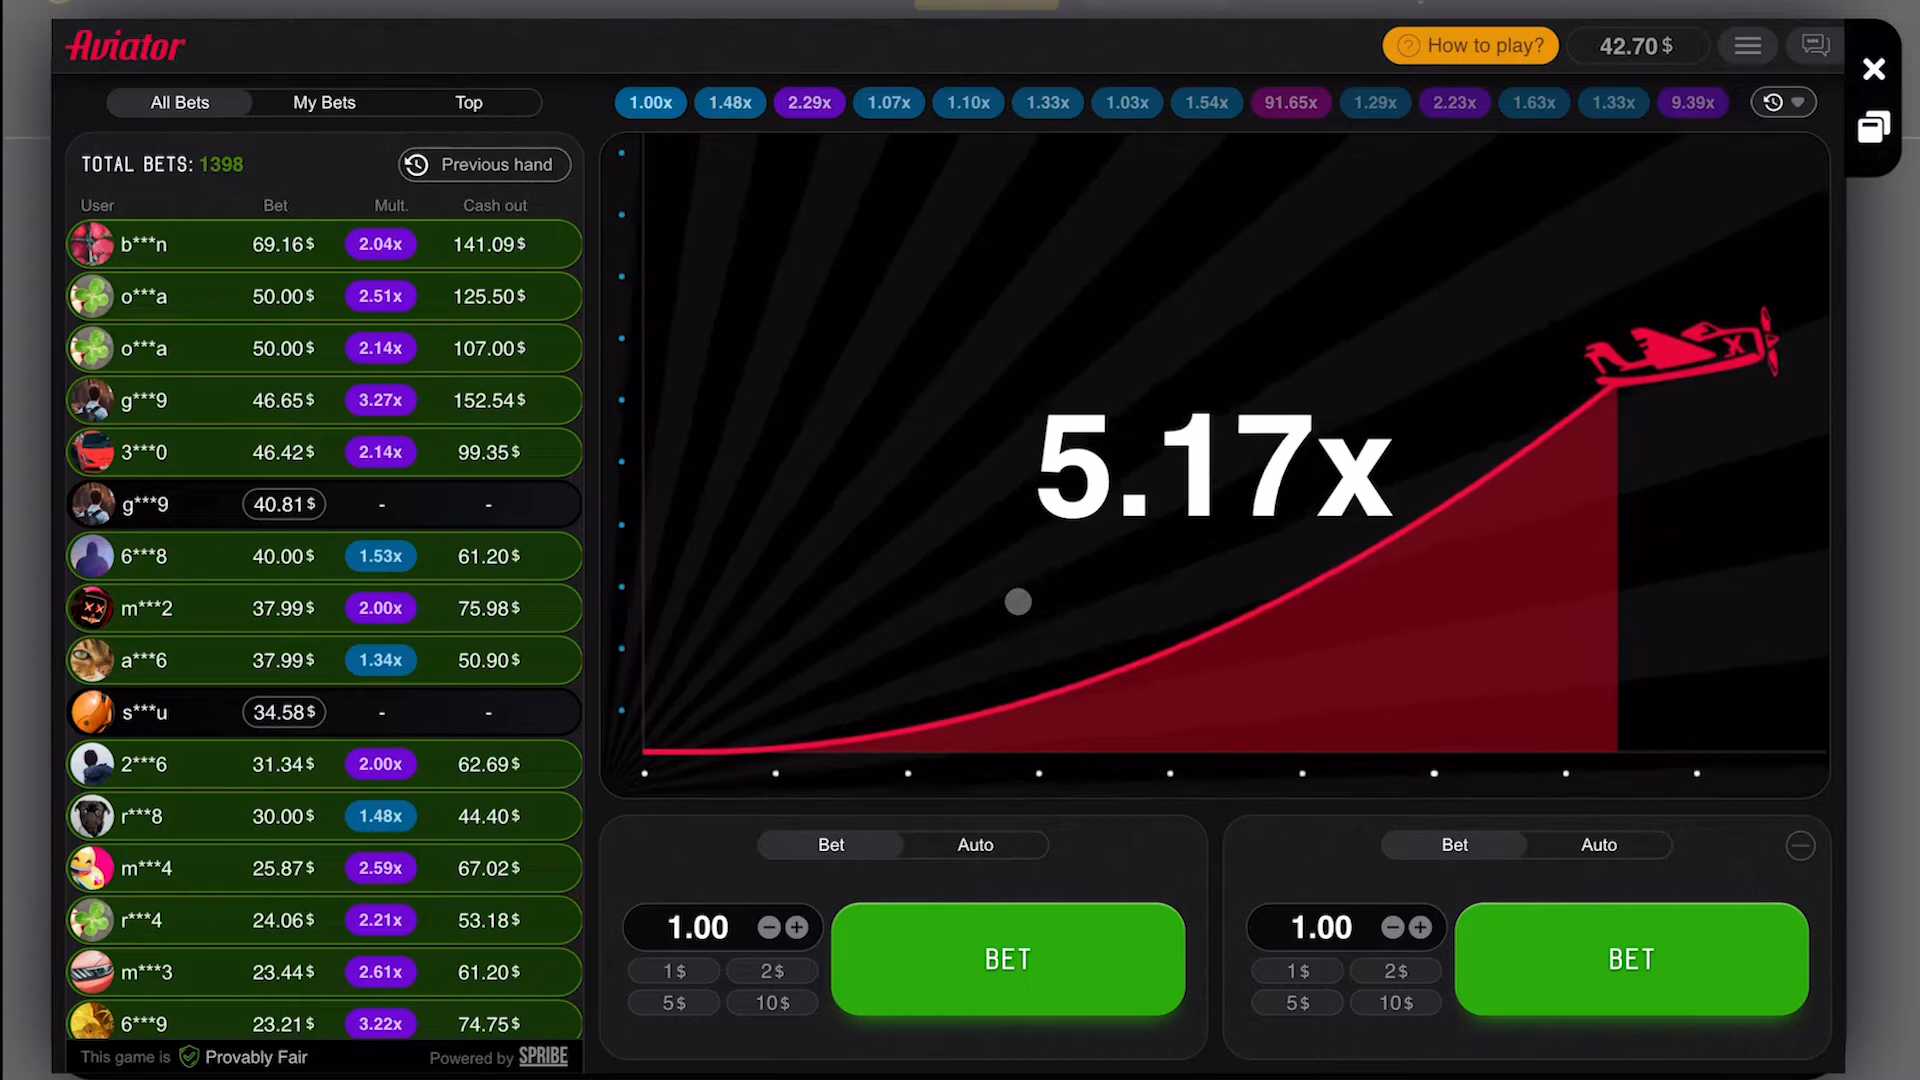 Aviator
How to play?
42.70 $
All Bets My Bets Top
1.00x 1.48x 2.29x 1.07x 1.10x 1.33x 1.03x 1.54x 91.65x 1.29x 2.23x 1.63x 1.33x 9.39x
TOTAL BETS: 1398
Previous hand
User Bet Mult. Cash out
b***n 69.16$ 2.04x 141.09$
o***a 50.00$ 2.51x 125.50$
o***a 50.00$ 2.14x 107.00$
g***9 46.65$ 3.27x 152.54$
3***0 46.42$ 2.14x 99.35$
g***9 40.81$ - -
6***8 40.00$ 1.53x 61.20$
m***2 37.99$ 2.00x 75.98$
a***6 37.99$ 1.34x 50.90$
s***u 34.58$ - -
2***6 31.34$ 2.00x 62.69$
r***8 30.00$ 1.48x 44.40$
m***4 25.87$ 2.59x 67.02$
r***4 24.06$ 2.21x 53.18$
m***3 23.44$ 2.61x 61.20$
6***9 23.21$ 3.22x 74.75$
This game is Provably Fair
Powered by SPRIBE
X
5.17x
Bet Auto
1.00
1$ 2$
5$ 10$
BET
Bet Auto
1.00
1$ 2$
5$ 10$
BET